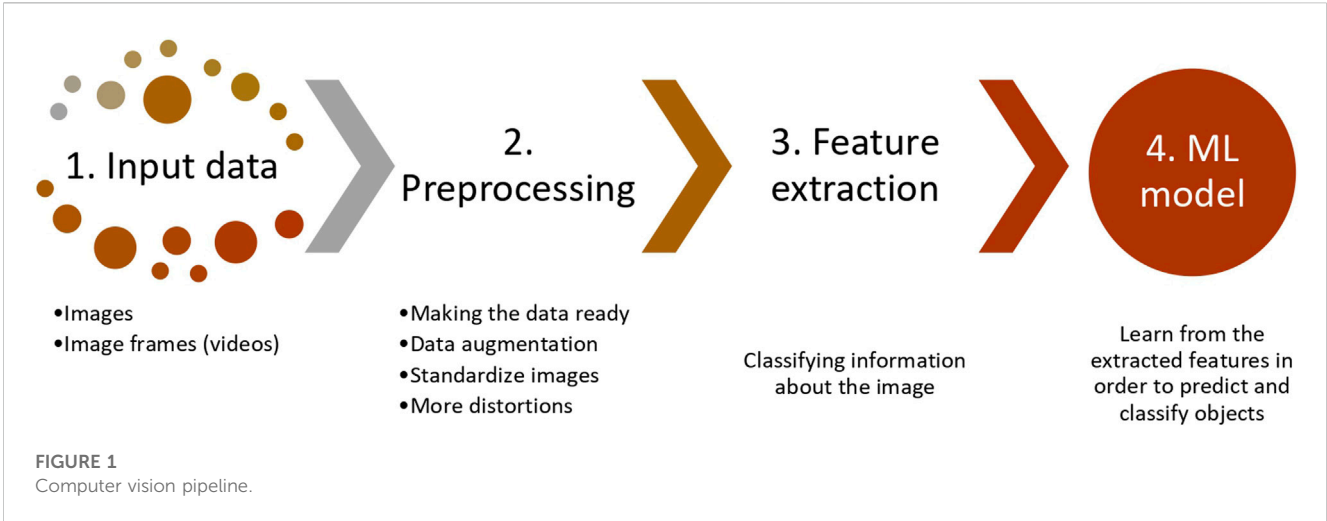 1. Input data
•Images
•Image frames (videos)
2.
Preprocessing
•Making the data ready
•Data augmentation
•Standardize images
•More distortions
3. Feature
extraction
Classifying information
about the image
4. ML
model
Learn from the
extracted features in
order to predict and
classify objects
FIGURE 1
Computer vision pipeline.